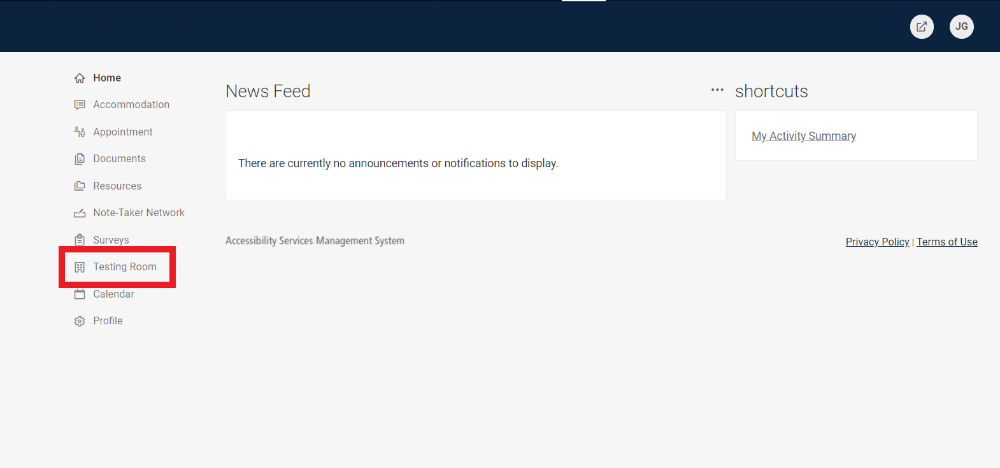 JG
Home
Accommodation
Appointment
Documents
Resources
Note-Taker Network
Surveys
Testing Room
Calendar
Profile
News Feed
There are currently no announcements or notifications to display.
shortcuts
My Activity Summary
Accessibility Services Management System
Privacy Policy | Terms of Use